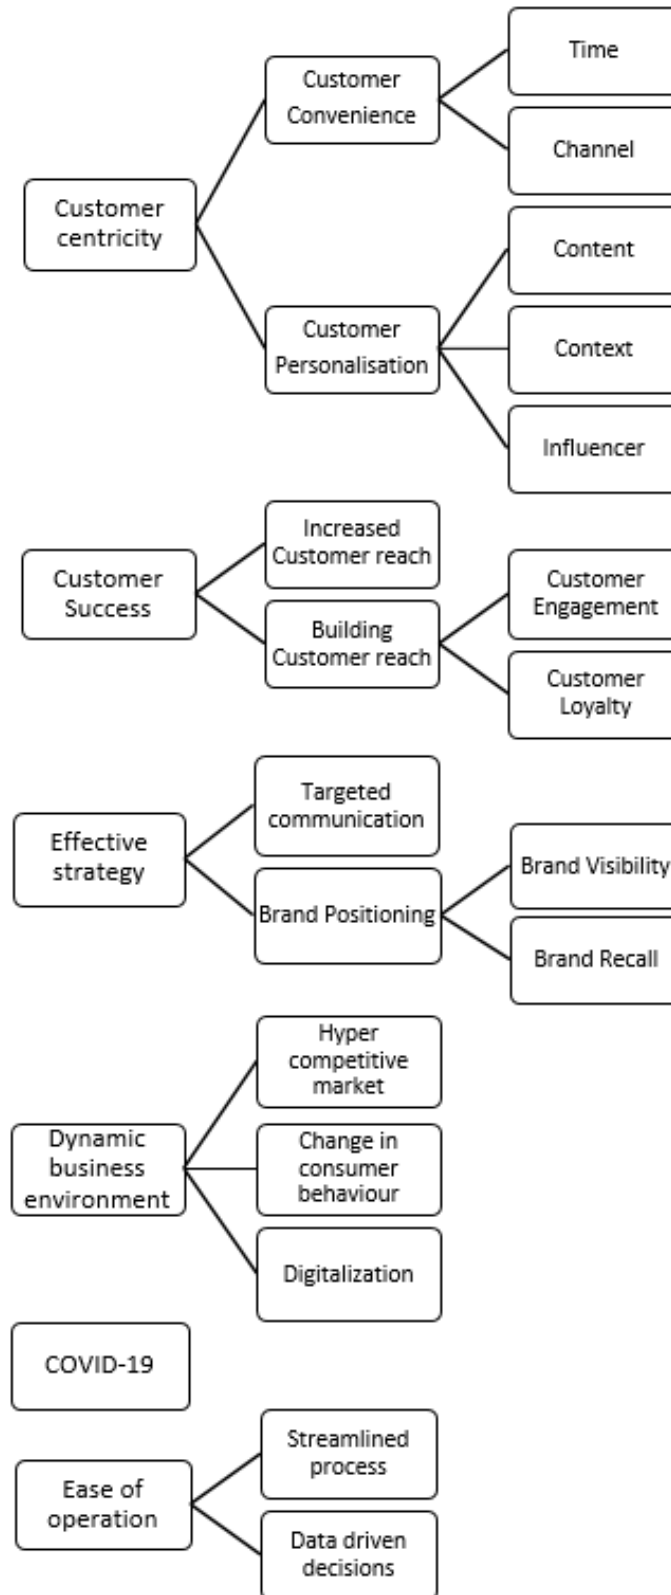 Customer
Convenience
Time
Channel
Customer
centricity
Customer
Personalisation
Content
Context
Influencer
Customer
Success
Increased
Customer reach
Building
Customer reach
Customer
Engagement
Customer
Loyalty
Effective
strategy
Targeted
communication
Brand Positioning
Brand Visibility
Brand Recall
Dynamic
business
environment
Hyper
competitive
market
Change in
consumer
behaviour
Digitalization
COVID-19
Ease of
operation
Streamlined
process
Data driven
decisions